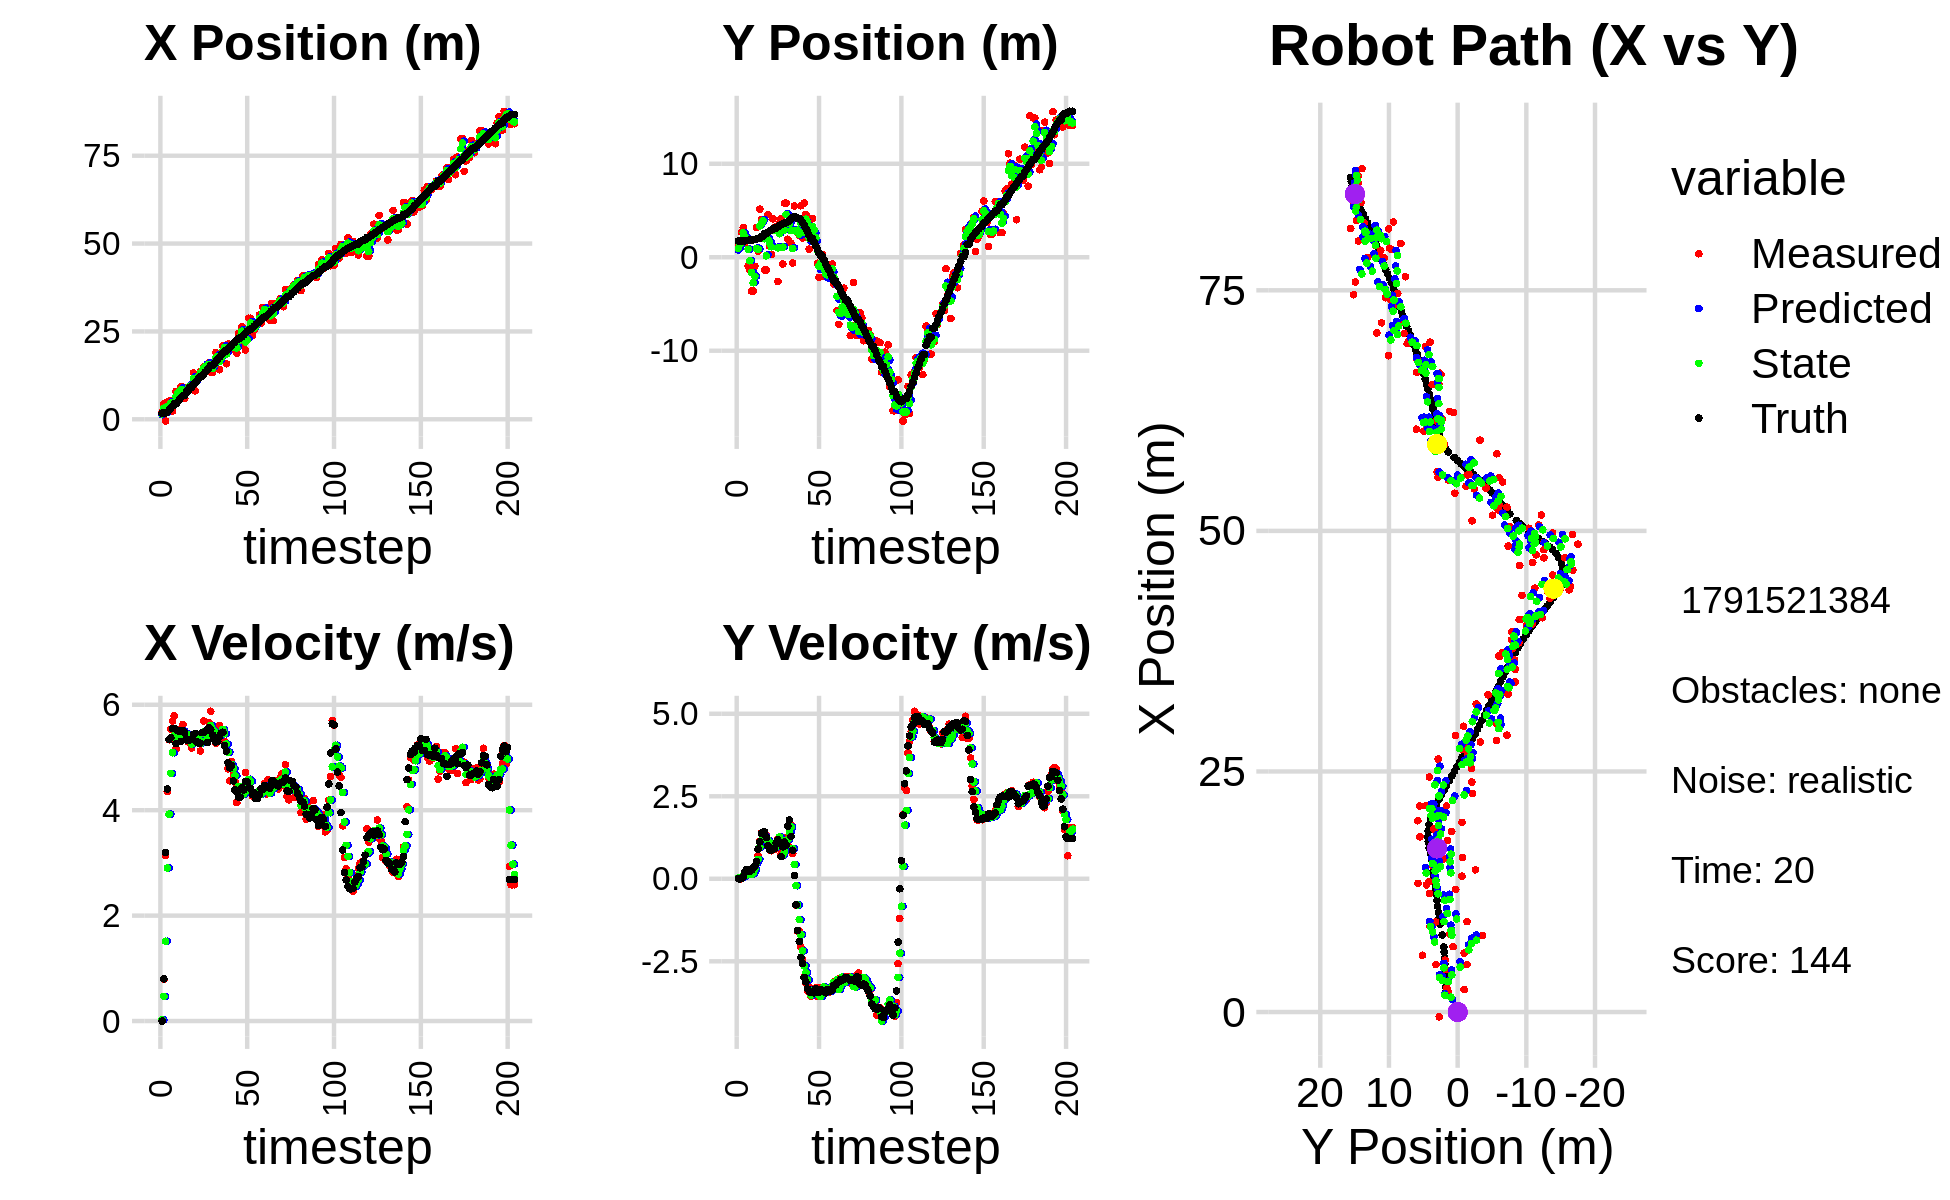 X Position (m)
75
50
25
0
0
50
100
150
200
timestep
Y Position (m)
10
0
-10
0
50
100
150
200
timestep
X Velocity (m/s)
6
4
2
0
0
50
100
150
200
timestep
Y Velocity (m/s)
5.0
2.5
0.0
-2.5
0
50
100
150
200
timestep
Robot Path (X vs Y)
X Position (m)
75
50
25
0
20 10 0 -10 -20
Y Position (m)
variable
Measured
Predicted
State
Truth
1791521384
Obstacles: none
Noise: realistic
Time: 20
Score: 144